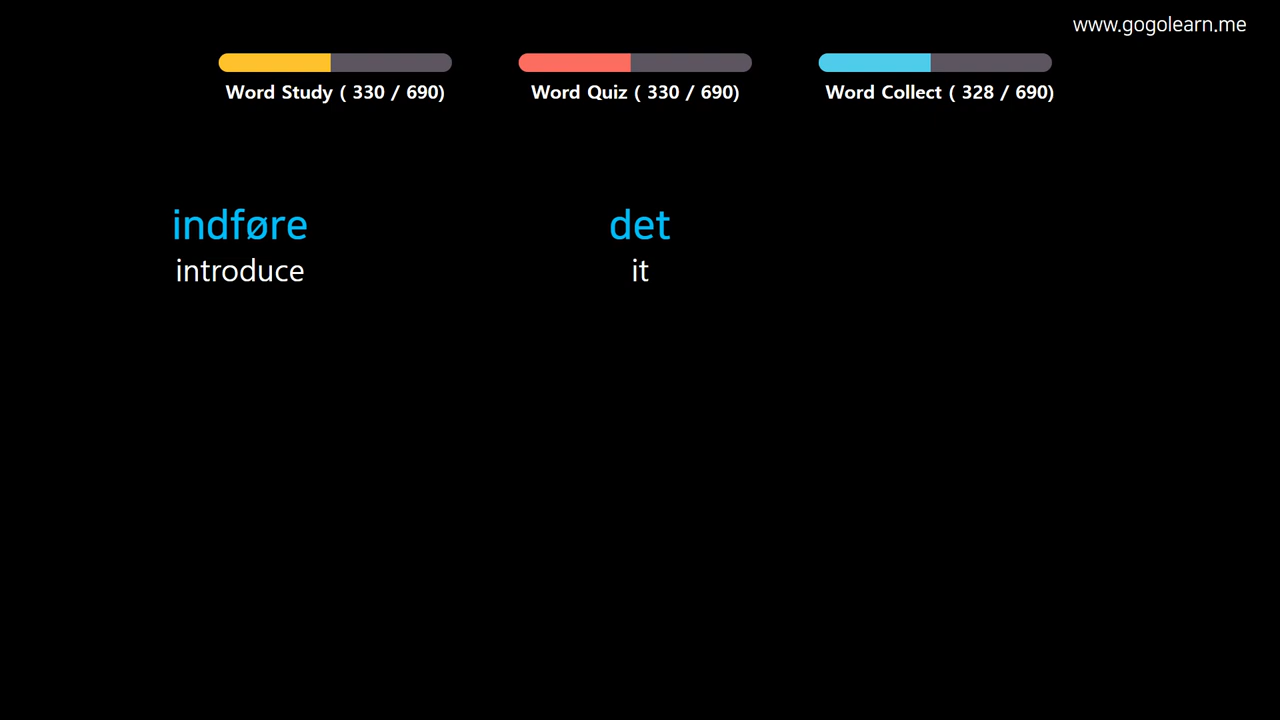 www.gogolearn.me
Word Study ( 330 / 690)
Word Quiz ( 330 / 690)
Word Collect ( 328 / 690)
indføre
introduce
det
it